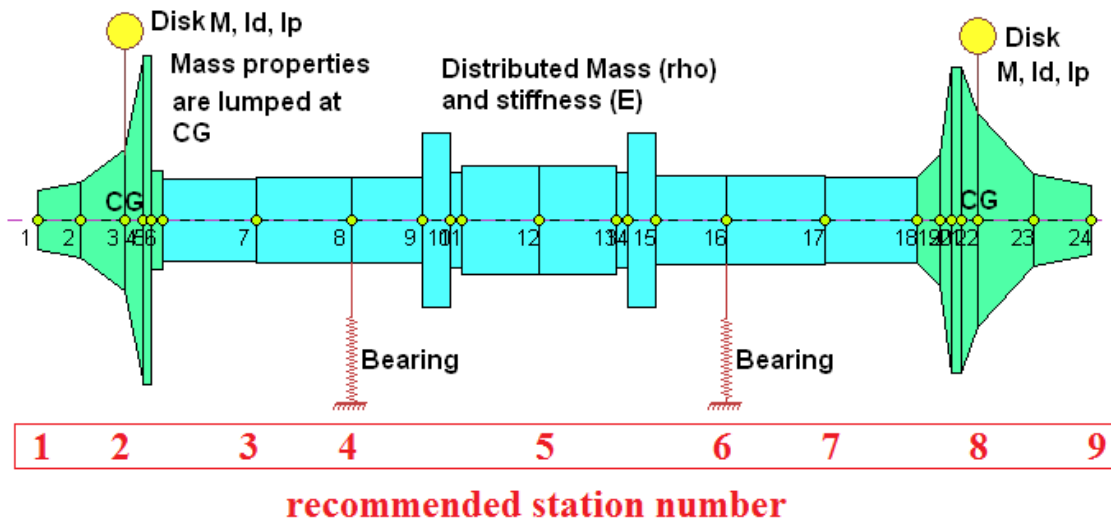 Disk M, Id, Ip
Mass properties
are lumped at
CG
Distributed Mass (rho)
and stiffness (E)
Disk
M, Id, Ip
CG
CG
1 2 3 4 5 6 7 8 9 10 11 12 13 14 15 16 17 18 19 20 21 22 23 24
Bearing
Bearing
1 2 3 4 5 6 7 8 9
recommended station number